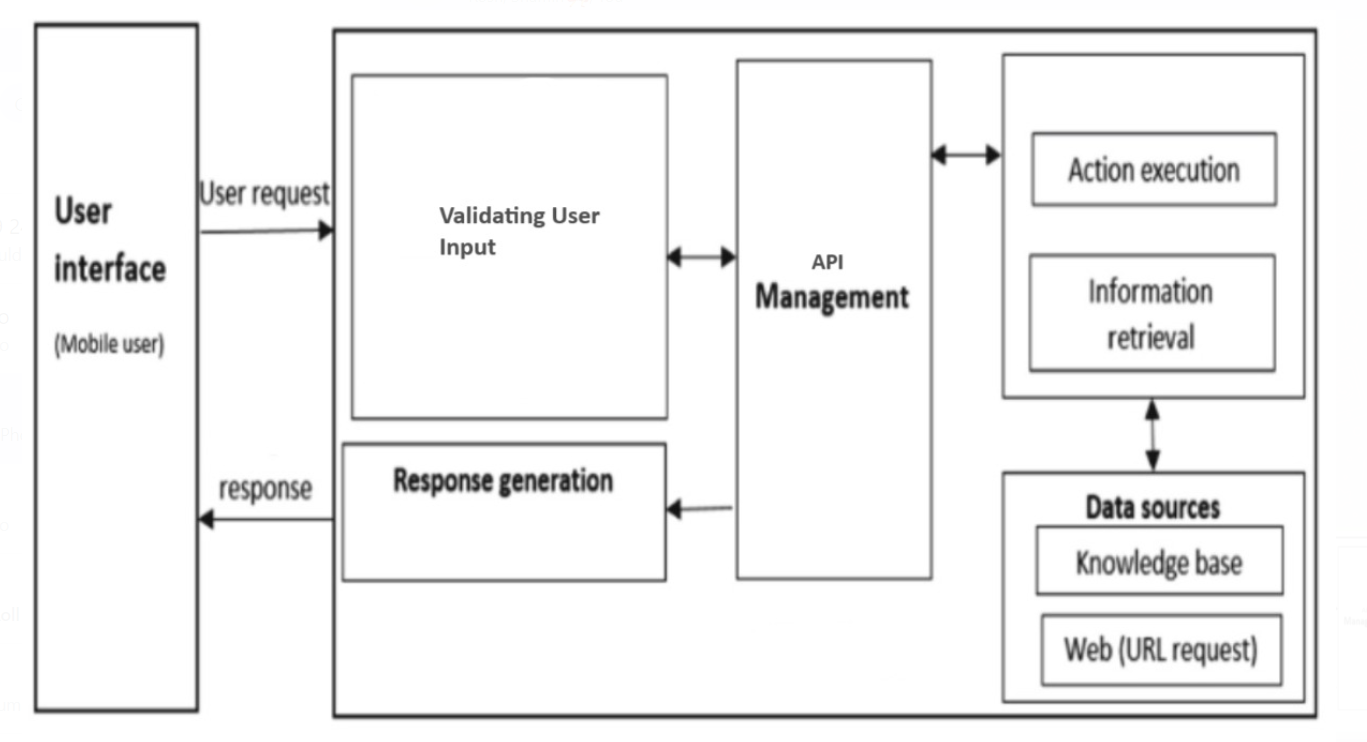 User
interface
(Mobile user)
User request
response
Validating User
Input
Response generation
API
Management
Action execution
Information
retrieval
Data sources
Knowledge base
Web (URL request)